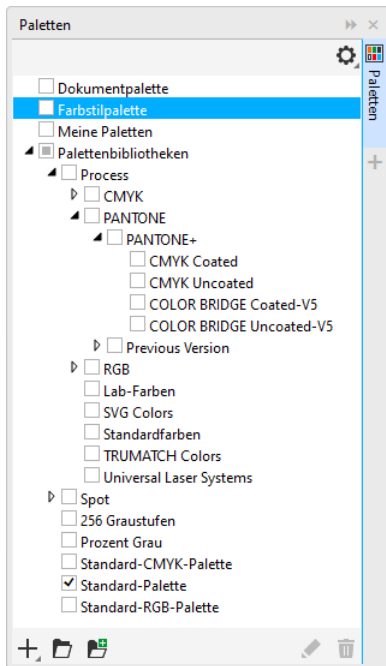 Paletten
Paletten
Dokumentpalette
Farbstilpalette
Meine Paletten
Palettenbibliotheken
Process
CMYK
PANTONE
PANTONE+
CMYK Coated
CMYK Uncoated
COLOR BRIDGE Coated-V5
COLOR BRIDGE Uncoated-V5
Previous Version
RGB
Lab-Farben
SVG Colors
Standardfarben
TRUMATCH Colors
Universal Laser Systems
Spot
256 Graustufen
Prozent Grau
Standard-CMYK-Palette
Standard-Palette
Standard-RGB-Palette